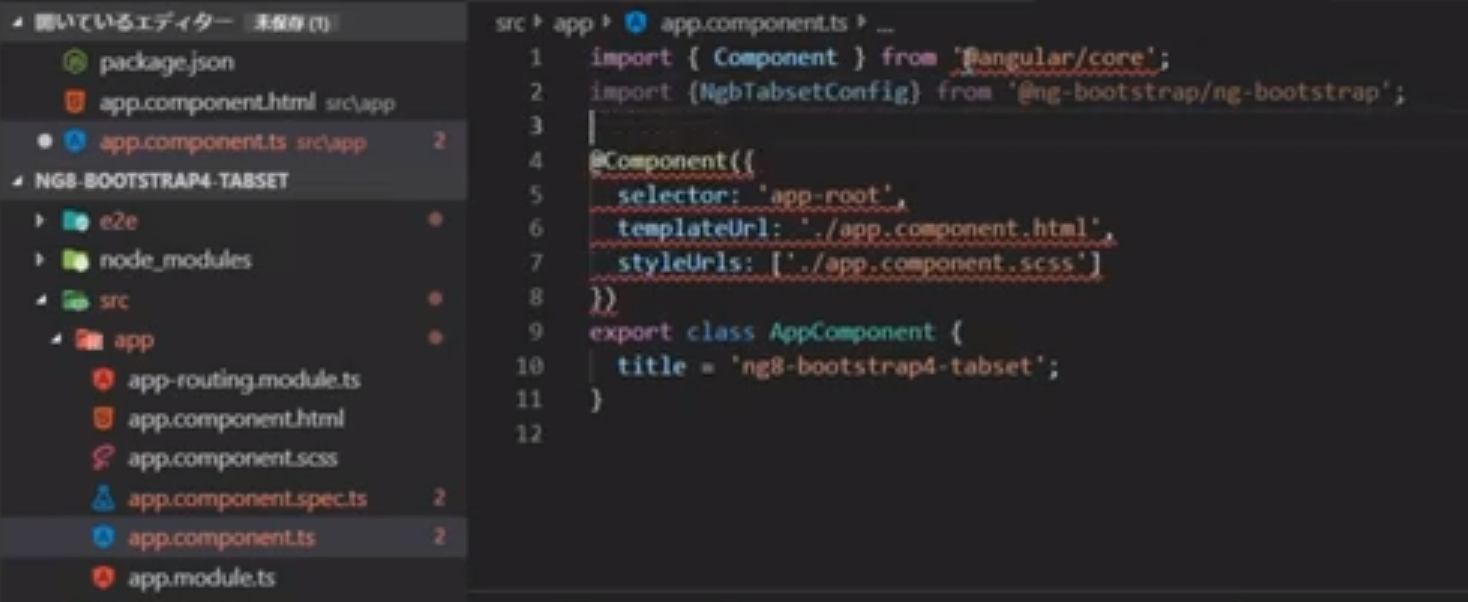 開いているエディター 未保存 (1)
package.json
app.component.html src\app
app.component.ts src\app 2
NG8-BOOTSTRAP4-TABSET
e2e
node_modules
src
app
app-routing.module.ts
app.component.html
app.component.scss
app.component.spec.ts 2
app.component.ts 2
app.module.ts
src app app.component.ts ...
1 import { Component } from '@angular/core';
2 import {NgbTabsetConfig} from '@ng-bootstrap/ng-bootstrap';
3
4 @Component({
5 selector: 'app-root',
6 templateUrl: './app.component.html',
7 styleUrls: ['./app.component.scss']
8 })
9 export class AppComponent {
10 title = 'ng8-bootstrap4-tabset';
11 }
12